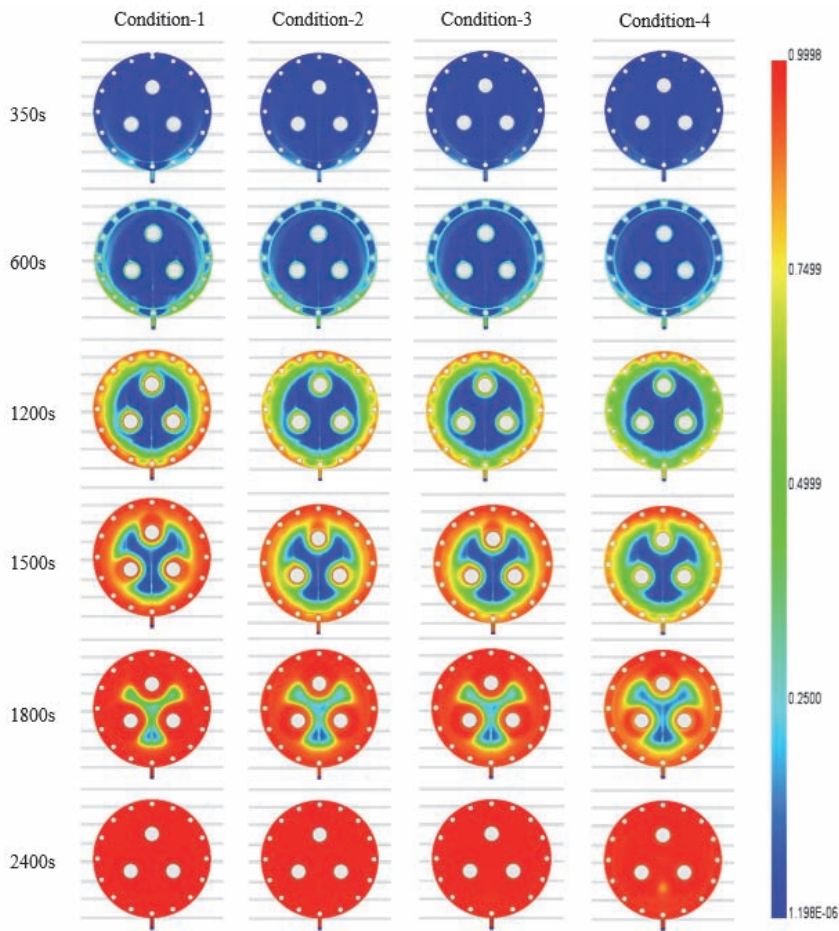 Condition-1 Condition-2 Condition-3 Condition-4
0.9998
350s
600s
0.7499
1200s
0.4999
1500s
0.2500
1800s
2400s
1.198E-06